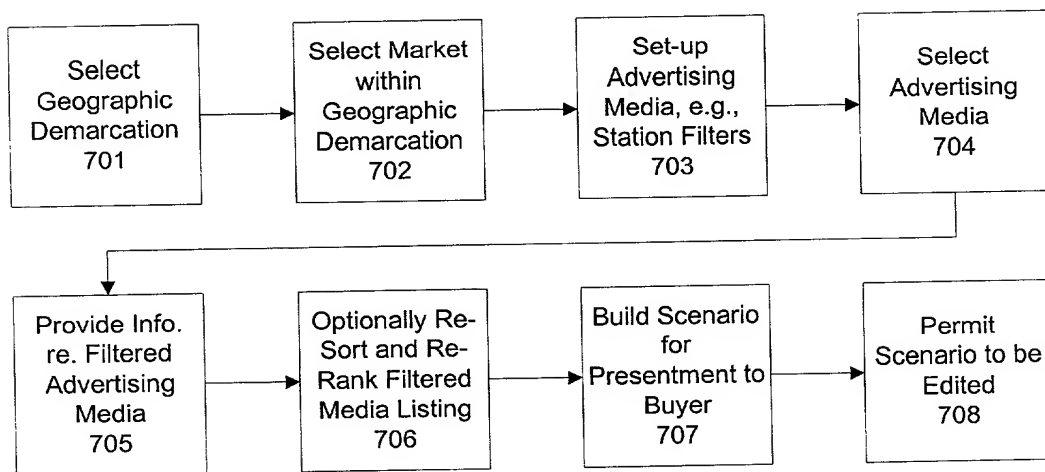 Select
Geographic
Demarcation
701
Select Market
within
Geographic
Demarcation
702
Set-up
Advertising
Media, e.g.,
Station Filters
703
Select
Advertising
Media
704
Provide Info.
re. Filtered
Advertising
Media
705
Optionally Re-
Sort and Re-
Rank Filtered
Media Listing
706
Build Scenario
for
Presentment to
Buyer
707
Permit
Scenario to be
Edited
708